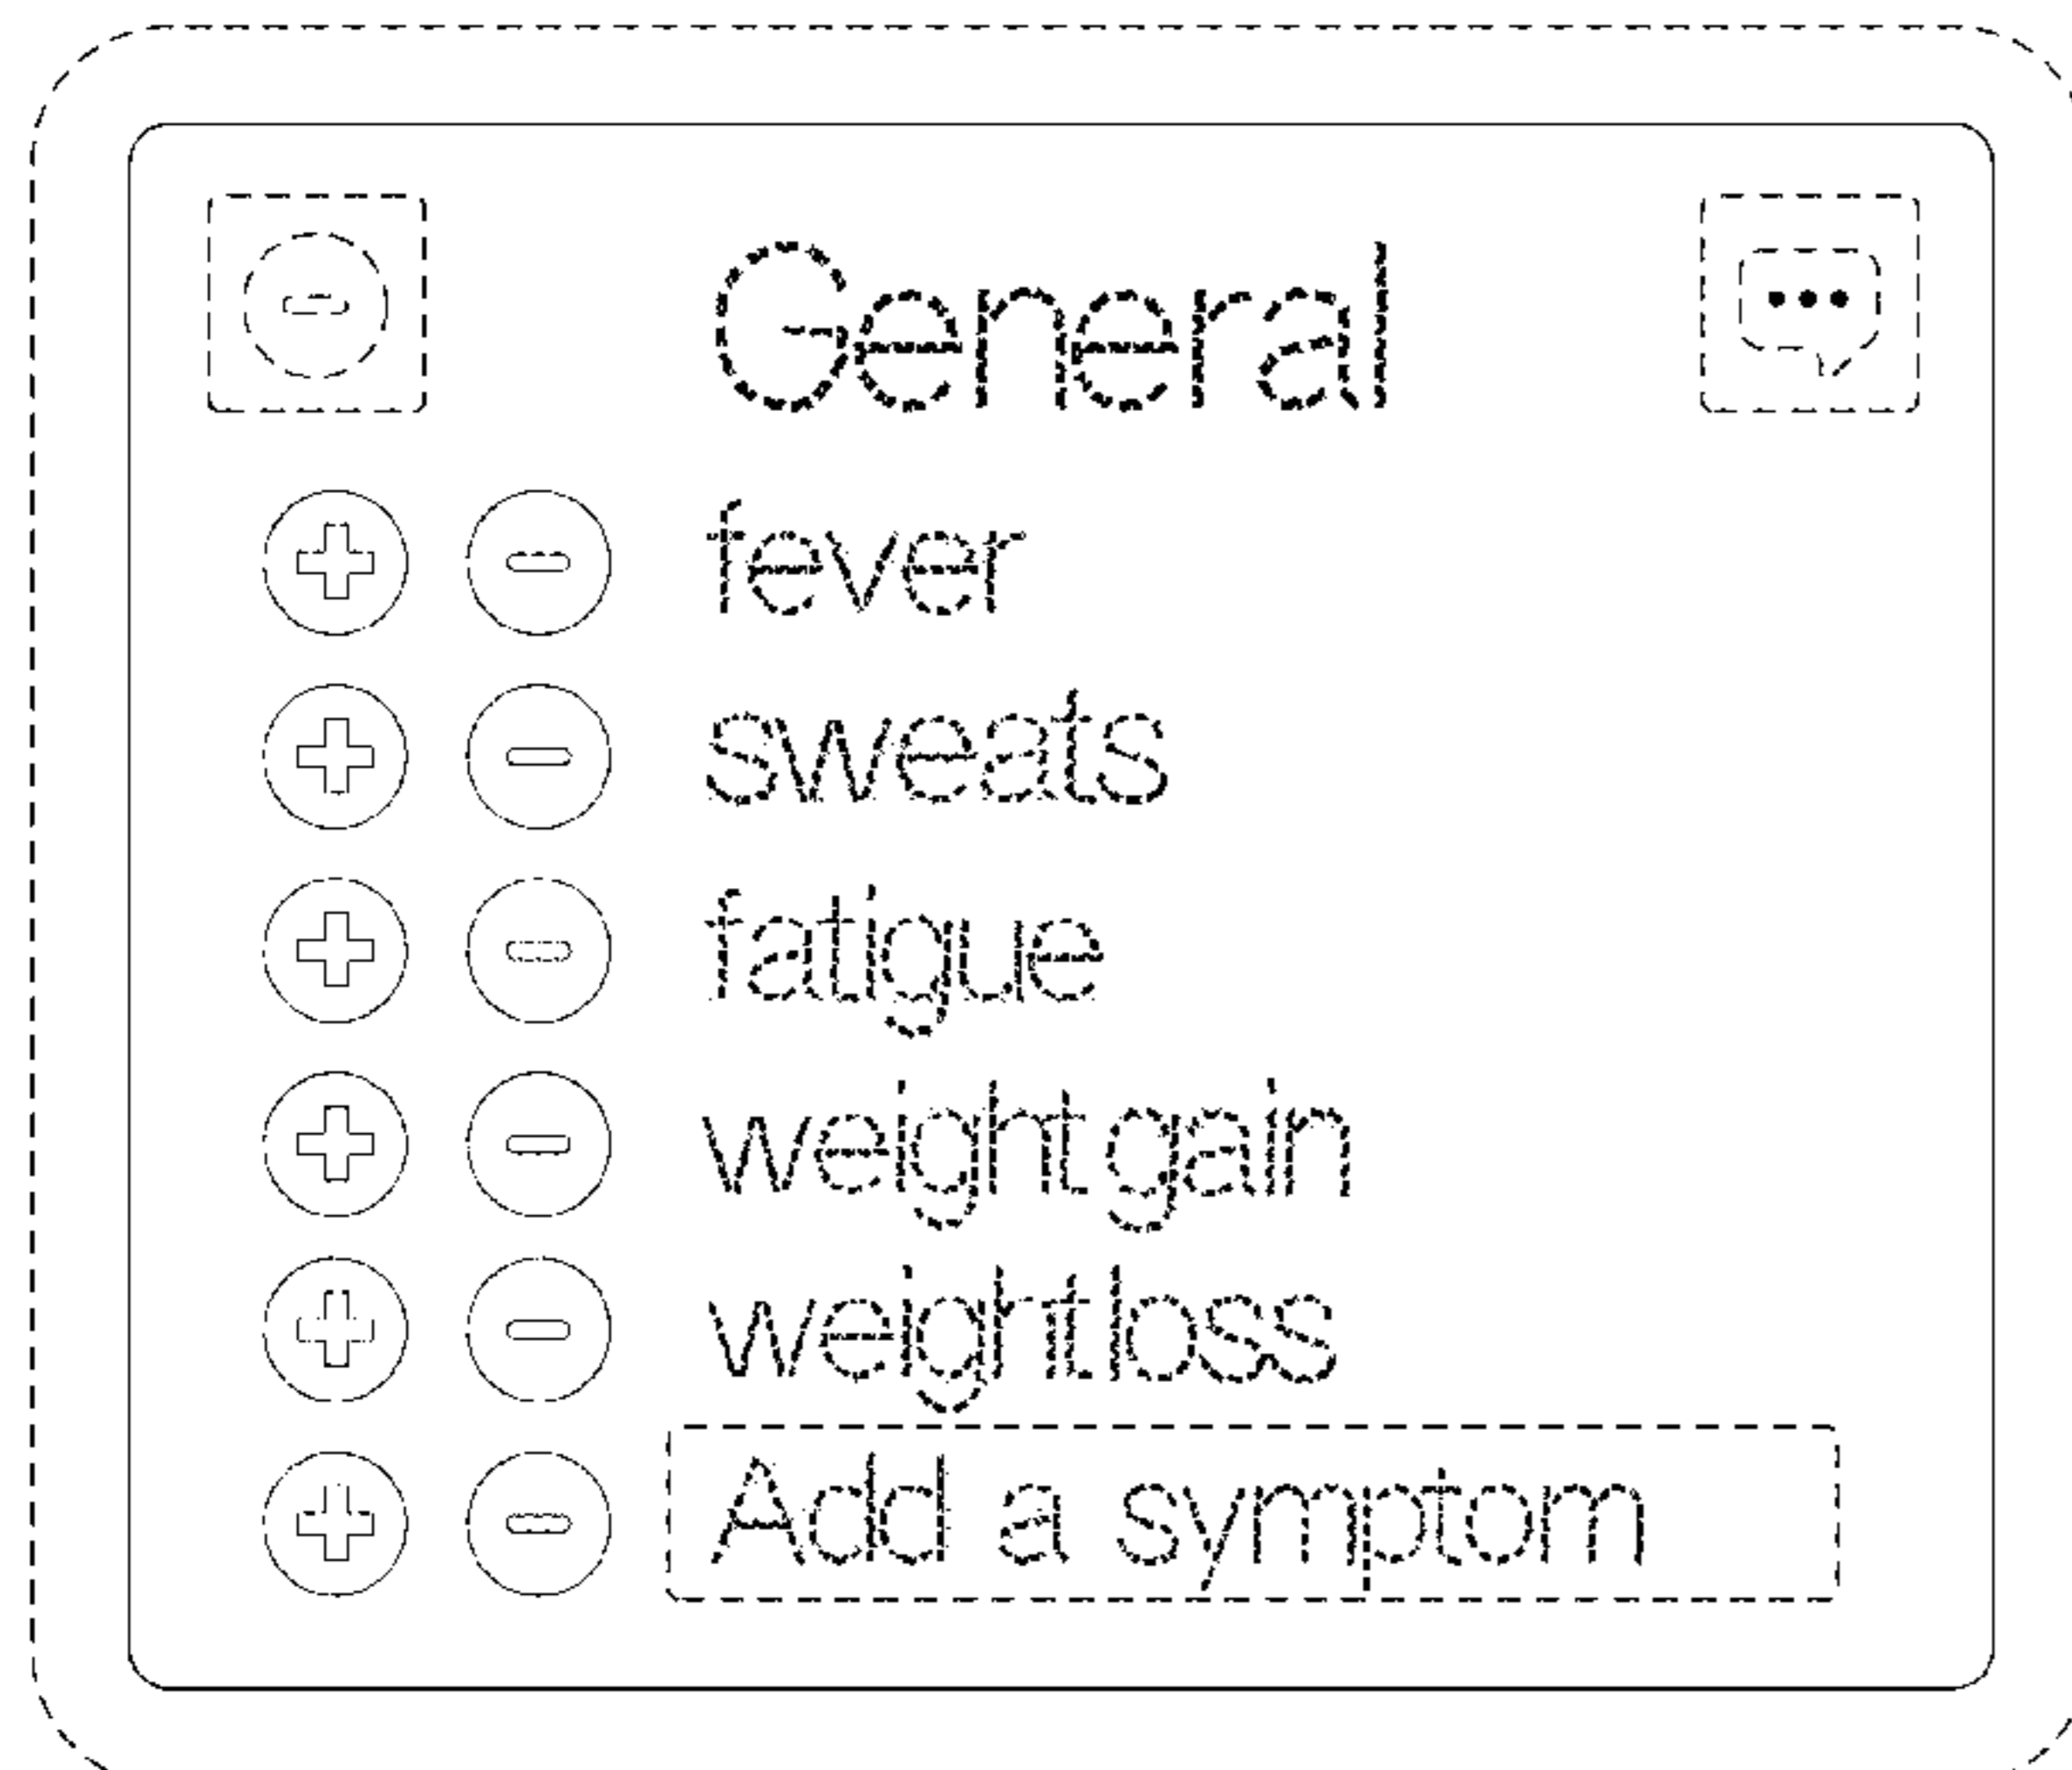 General
fever
sweats
fatigue
weight gain
weight loss
Add a symptom